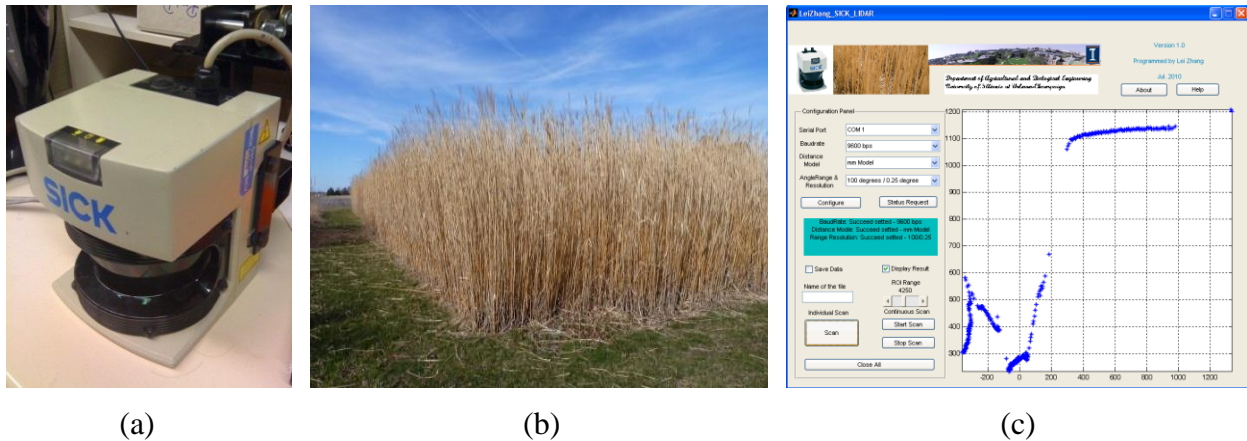 SICK
LeiZhang_SICK_LIDAR
Version 1.0
Programmed by Lei Zhang
Jul. 2010
Department of Agricultural and Biological Engineering
University of Illinois at Urbana-Champaign
About
Help
Configuration Panel
Serial Port
COM 1
Baudrate
9600 bps
Distance Model
mm Model
AngleRange & Resolution
100 degrees / 0.25 degree
Configure
Status Request
BaudRate: Succeed setted - 9600 bps
Distance Mode: Succeed setted - mm Model
Range Resolution: Succeed setted - 100/0.25
Save Data
Display Result
Name of the file
ROI Range
4260
Individual Scan
Continuous Scan
Scan
Start Scan
Stop Scan
Close All
1200
1100
1000
900
800
700
600
500
400
300
-200
0
200
400
600
800
1000
1200
(a)
(b)
(c)